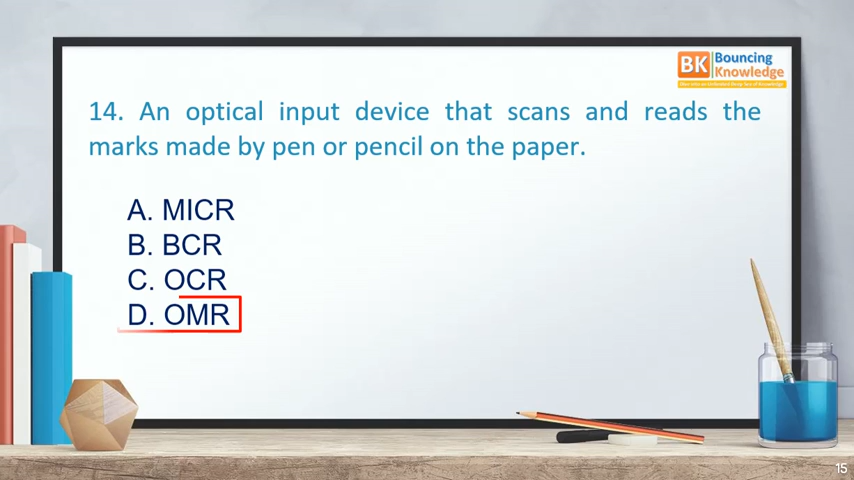 BK Bouncing
Knowledge
14. An optical input device that scans and reads the
marks made by pen or pencil on the paper.
A. MICR
B. BCR
C. OCR
D. OMR
15